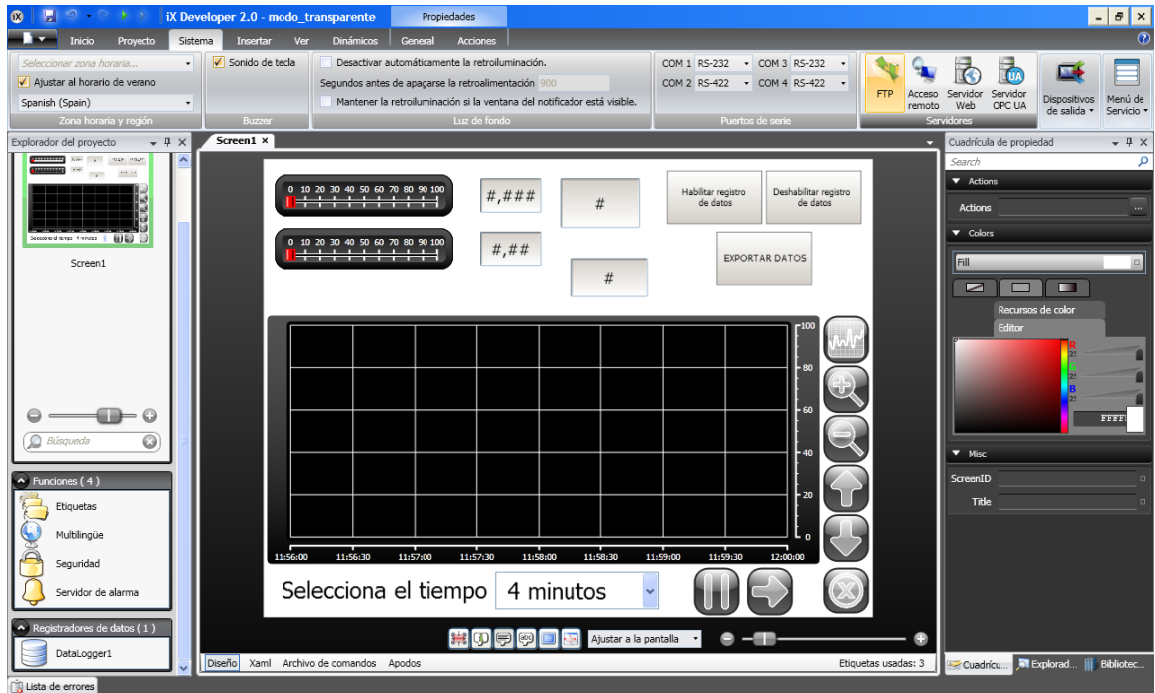 iX Developer 2.0 - modo_transparente
Propiedades
Inicio Proyecto Sistema Insertar Ver Dinámicos General Acciones
Seleccionar zona horaria...
Ajustar al horario de verano
Spanish (Spain)
Zona horaria y región
Sonido de tecla
Buzzer
Desactivar automáticamente la retroiluminación.
Segundos antes de apagarse la retroalimentación 900
Mantener la retroiluminación si la ventana del notificador está visible.
Luz de fondo
COM 1 RS-232 COM 3 RS-232
COM 2 RS-422 COM 4 RS-422
Puertos de serie
FTP
Acceso remoto
Servidor Web
Servidor OPC UA
Servidores
Dispositivos de salida
Menú de Servicio
Explorador del proyecto
Screen1
Búsqueda
Funciones ( 4 )
Etiquetas
Multilingüe
Seguridad
Servidor de alarma
Registradores de datos ( 1 )
DataLogger1
Screen1 ×
0 10 20 30 40 50 60 70 80 90 100
#,###
#
Habilitar registro
de datos
Deshabilitar registro
de datos
0 10 20 30 40 50 60 70 80 90 100
#,##
#
EXPORTAR DATOS
100
80
60
40
20
0
11:56:00 11:56:30 11:57:00 11:57:30 11:58:00 11:58:30 11:59:00 11:59:30 12:00:00
Selecciona el tiempo 4 minutos
abc
Ajustar a la pantalla
Diseño Xaml Archivo de comandos Apodos
Etiquetas usadas: 3
Cuadrícula de propiedad
Search
Actions
Actions ...
Colors
Fill
Recursos de color
Editor
R
G
B
Misc
ScreenID
Title
Cuadrícu... Explorad... Bibliotec...
Lista de errores